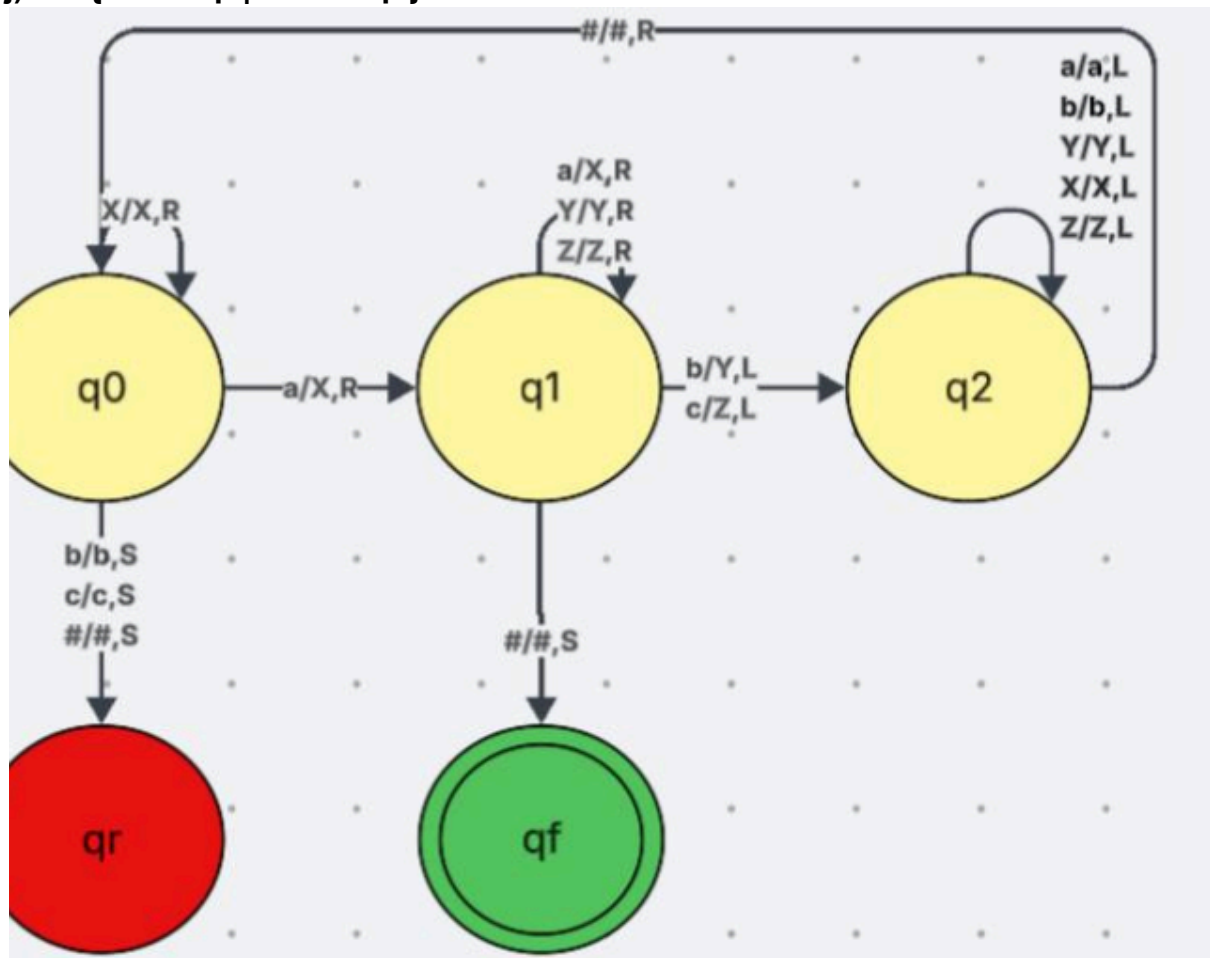 #/#,R
a/a,L
b/b,L
Y/Y,L
X/X,L
Z/Z,L
a/X,R
Y/Y,R
Z/Z,R
X/X,R
q0
a/X,R
q1
b/Y,L
c/Z,L
q2
b/b,S
c/c,S
#/#,S
#/#,S
qr
qf